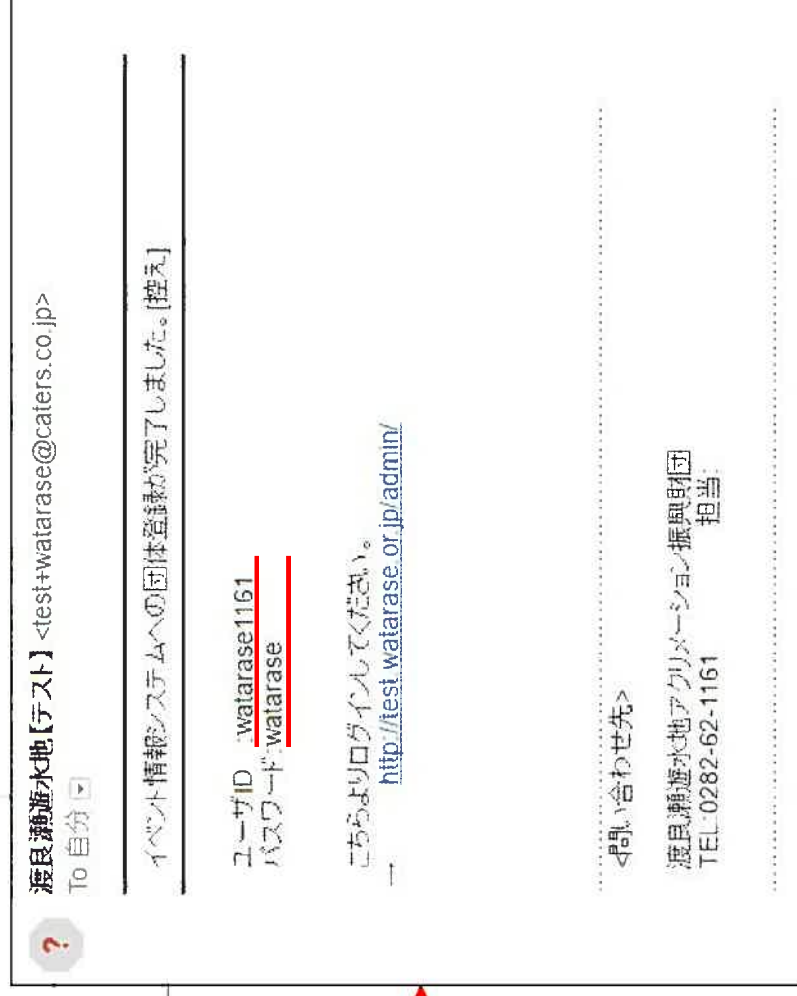 渡良瀬遊水地【テスト】 <test+watarase@caters.co.jp>
To 自分
イベント情報システムへの団体登録が完了しました。[控え]
ユーザID :watarase1161
パスワード:watarase
こちらよりログインしてください。
→ http://test.watarase.or.jp/admin/
<問い合わせ先>
渡良瀬遊水地アクリメーション振興財団
TEL:0282-62-1161 担当: